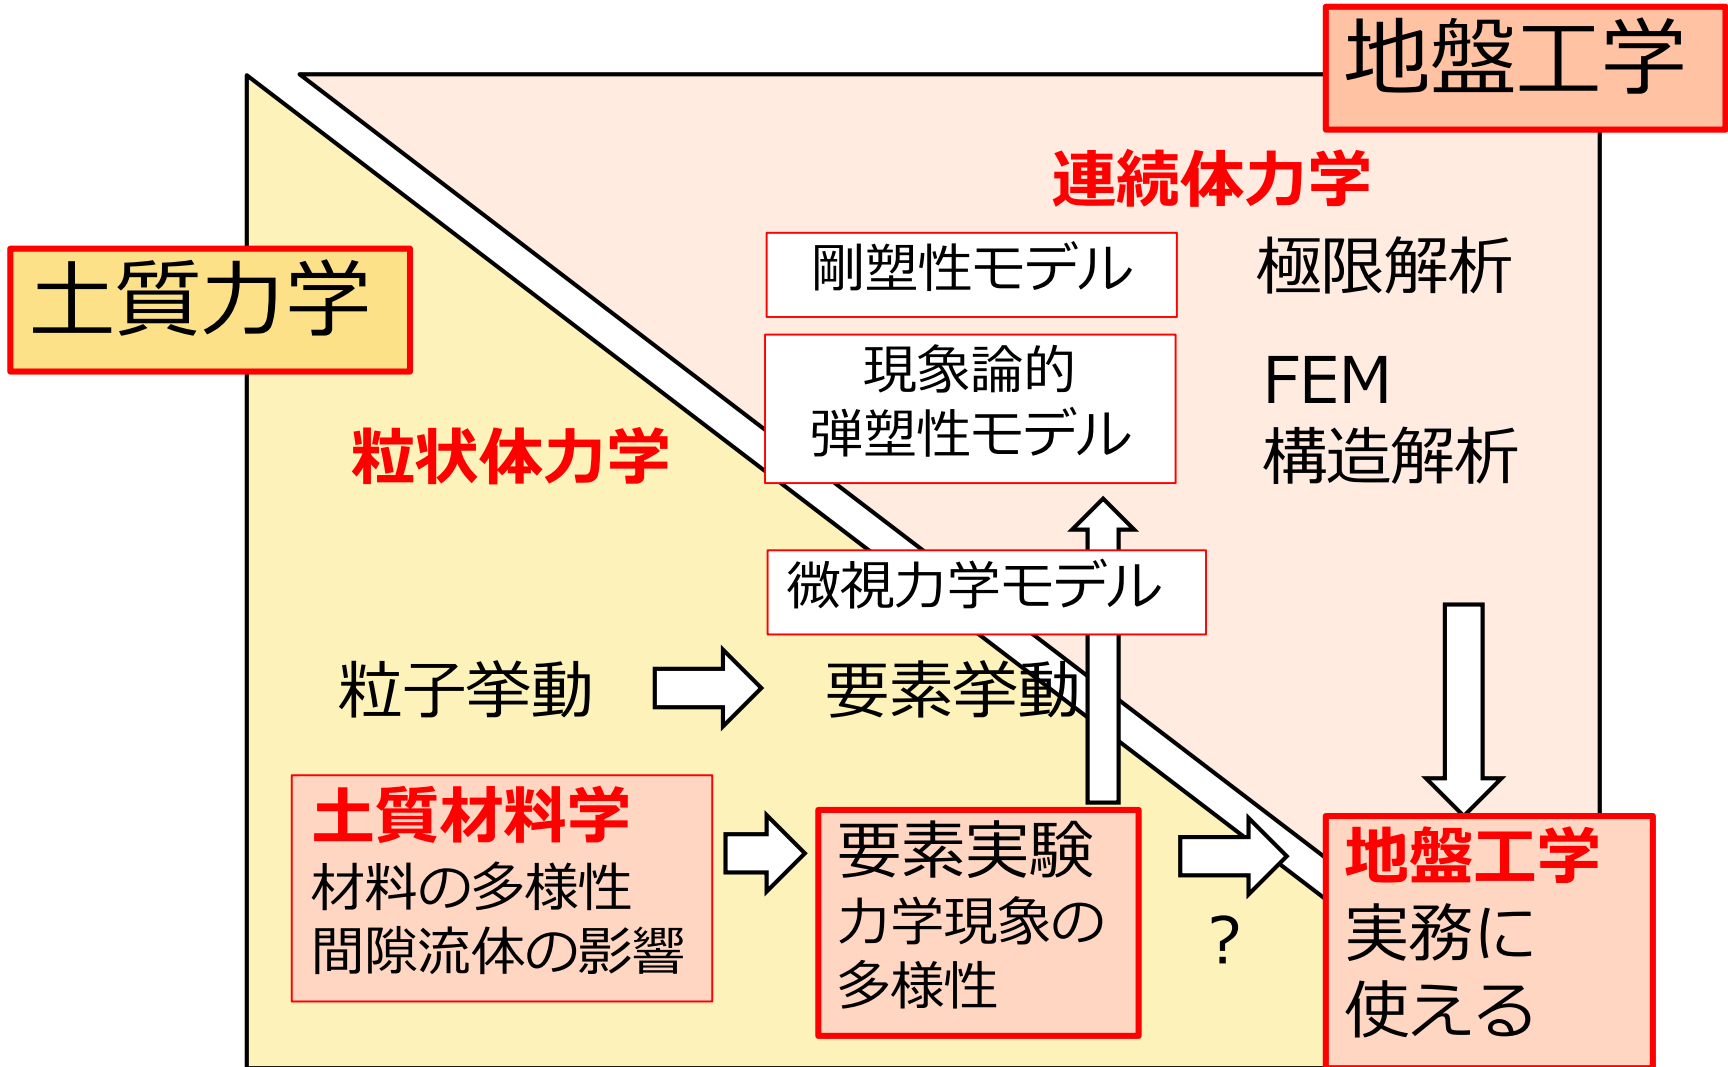 地盤工学
連続体力学
剛塑性モデル
極限解析
土質力学
現象論的
弾塑性モデル
FEM
構造解析
粒状体力学
微視力学モデル
粒子挙動
要素挙動
土質材料学
材料の多様性
間隙流体の影響
要素実験
力学現象の
多様性
?
地盤工学
実務に
使える